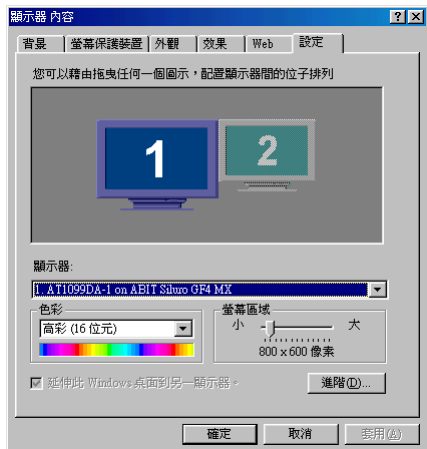 顯示器 內容
背景 螢幕保護裝置 外觀 效果 Web 設定
您可以藉由拖曳任何一個圖示，配置顯示器間的位子排列
1 2
顯示器:
1. AT1099DA-1 on ABIT Siluro GF4 MX
色彩 螢幕區域
高彩 (16 位元) 小 大
800 x 600 像素
延伸此 Windows 桌面到另一顯示器。
進階(D)...
確定 取消 套用(A)